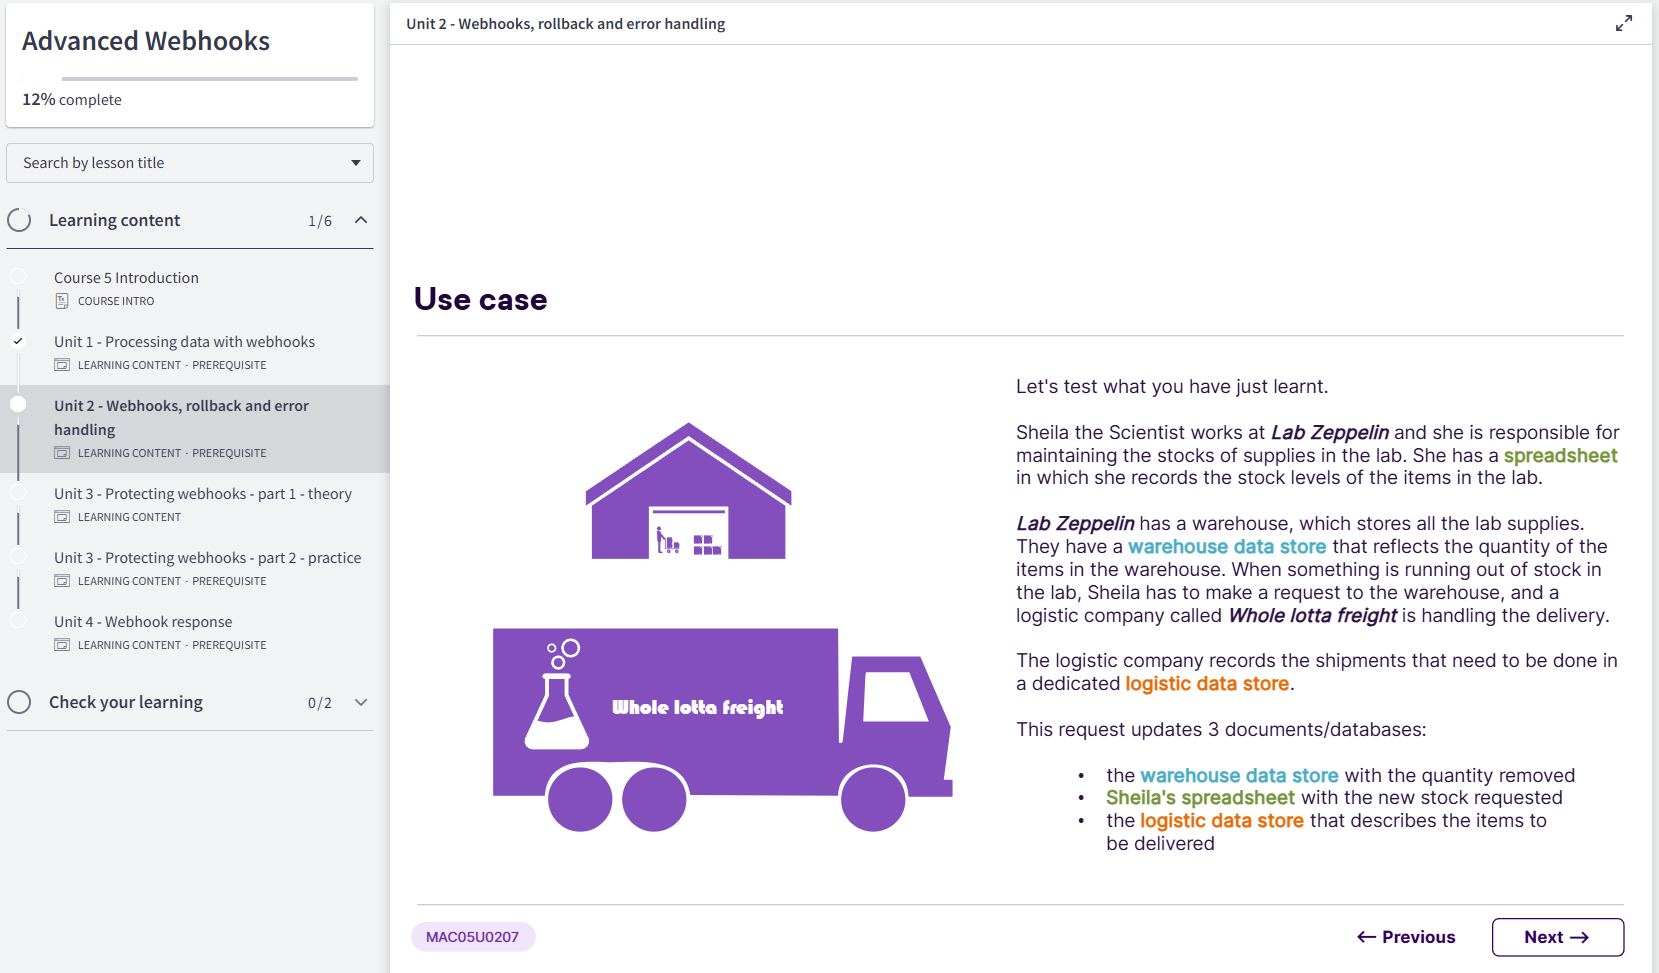 Advanced Webhooks
12% complete
Search by lesson title
Learning content 1/6
Course 5 Introduction
COURSE INTRO
Unit 1 - Processing data with webhooks
LEARNING CONTENT · PREREQUISITE
Unit 2 - Webhooks, rollback and error
handling
LEARNING CONTENT · PREREQUISITE
Unit 3 - Protecting webhooks - part 1 - theory
LEARNING CONTENT
Unit 3 - Protecting webhooks - part 2 - practice
LEARNING CONTENT · PREREQUISITE
Unit 4 - Webhook response
LEARNING CONTENT · PREREQUISITE
Check your learning 0/2
Unit 2 - Webhooks, rollback and error handling
Use case
Whole lotta freight
Let's test what you have just learnt.
Sheila the Scientist works at Lab Zeppelin and she is responsible for
maintaining the stocks of supplies in the lab. She has a spreadsheet
in which she records the stock levels of the items in the lab.
Lab Zeppelin has a warehouse, which stores all the lab supplies.
They have a warehouse data store that reflects the quantity of the
items in the warehouse. When something is running out of stock in
the lab, Sheila has to make a request to the warehouse, and a
logistic company called Whole lotta freight is handling the delivery.
The logistic company records the shipments that need to be done in
a dedicated logistic data store.
This request updates 3 documents/databases:
• the warehouse data store with the quantity removed
• Sheila's spreadsheet with the new stock requested
• the logistic data store that describes the items to
be delivered
MAC05U0207
← Previous
Next →